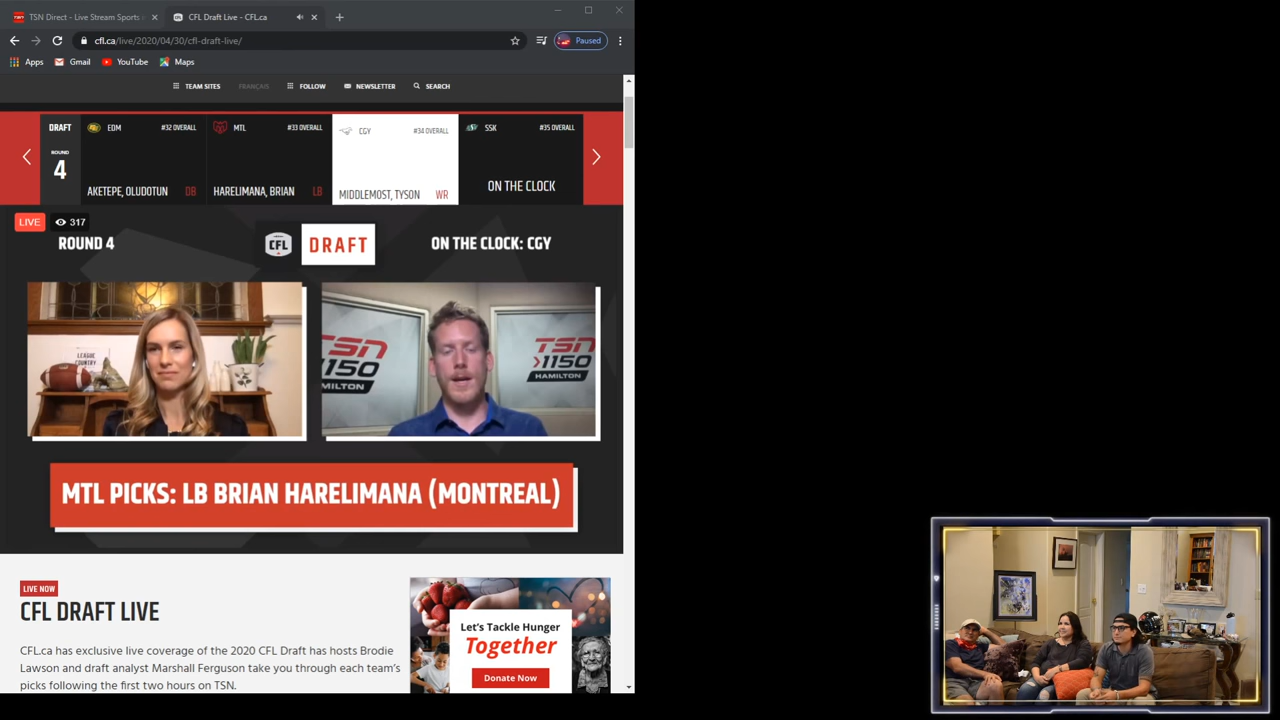 TSN Direct - Live Stream Sports
CFL Draft Live - CFL.ca
cfl.ca/live/2020/04/30/cfl-draft-live/
Paused
Apps
Gmail
YouTube
Maps
TEAM SITES
FRANÇAIS
FOLLOW
NEWSLETTER
SEARCH
DRAFT
ROUND
4
EDM
#32 OVERALL
AKETEPE, OLUDOTUN
DB
MTL
#33 OVERALL
HARELIMANA, BRIAN
LB
CGY
#34 OVERALL
MIDDLEMOST, TYSON
WR
SSK
#35 OVERALL
ON THE CLOCK
LIVE
317
ROUND 4
CFL
DRAFT
ON THE CLOCK: CGY
LEAGUE
COUNTRY
TSN
1150
HAMILTON
TSN
1150
HAMILTON
MTL PICKS: LB BRIAN HARELIMANA (MONTREAL)
LIVE NOW
CFL DRAFT LIVE
CFL.ca has exclusive live coverage of the 2020 CFL Draft has hosts Brodie
Lawson and draft analyst Marshall Ferguson take you through each team's
picks following the first two hours on TSN.
Let's Tackle Hunger
Together
Donate Now